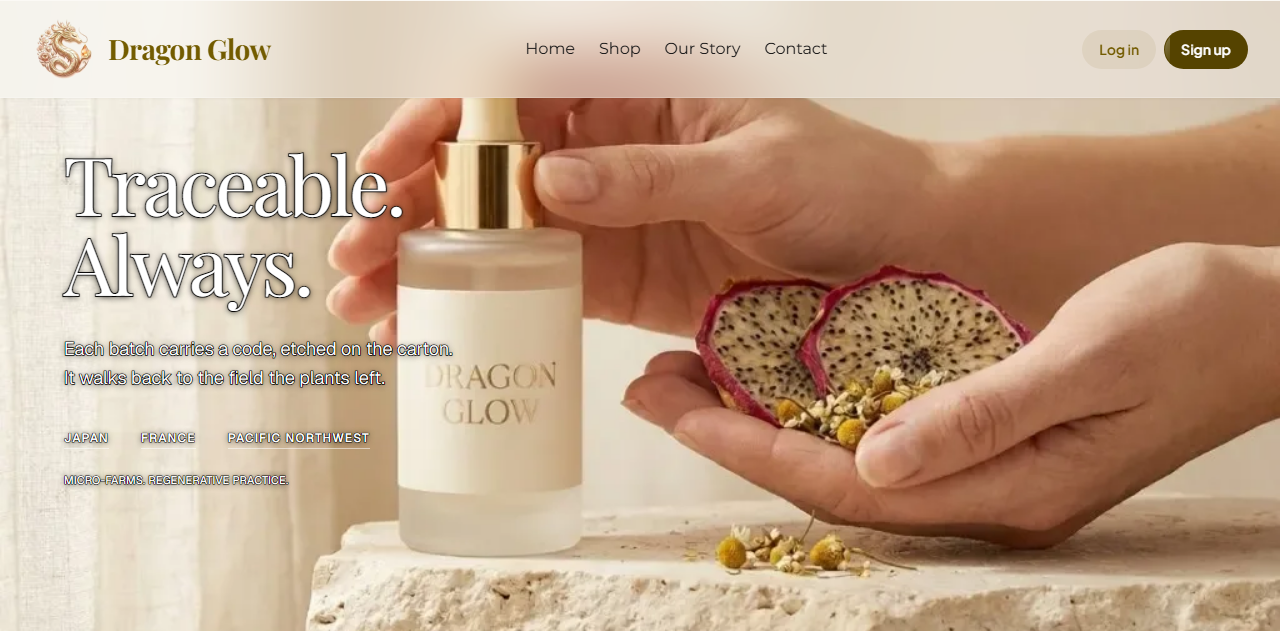 Dragon Glow
Home Shop Our Story Contact
Log in
Sign up
Traceable.
Always.
Each batch carries a code, etched on the carton.
It walks back to the field the plants left.
JAPAN FRANCE PACIFIC NORTHWEST
MICRO-FARMS. REGENERATIVE PRACTICE.
DRAGON
GLOW